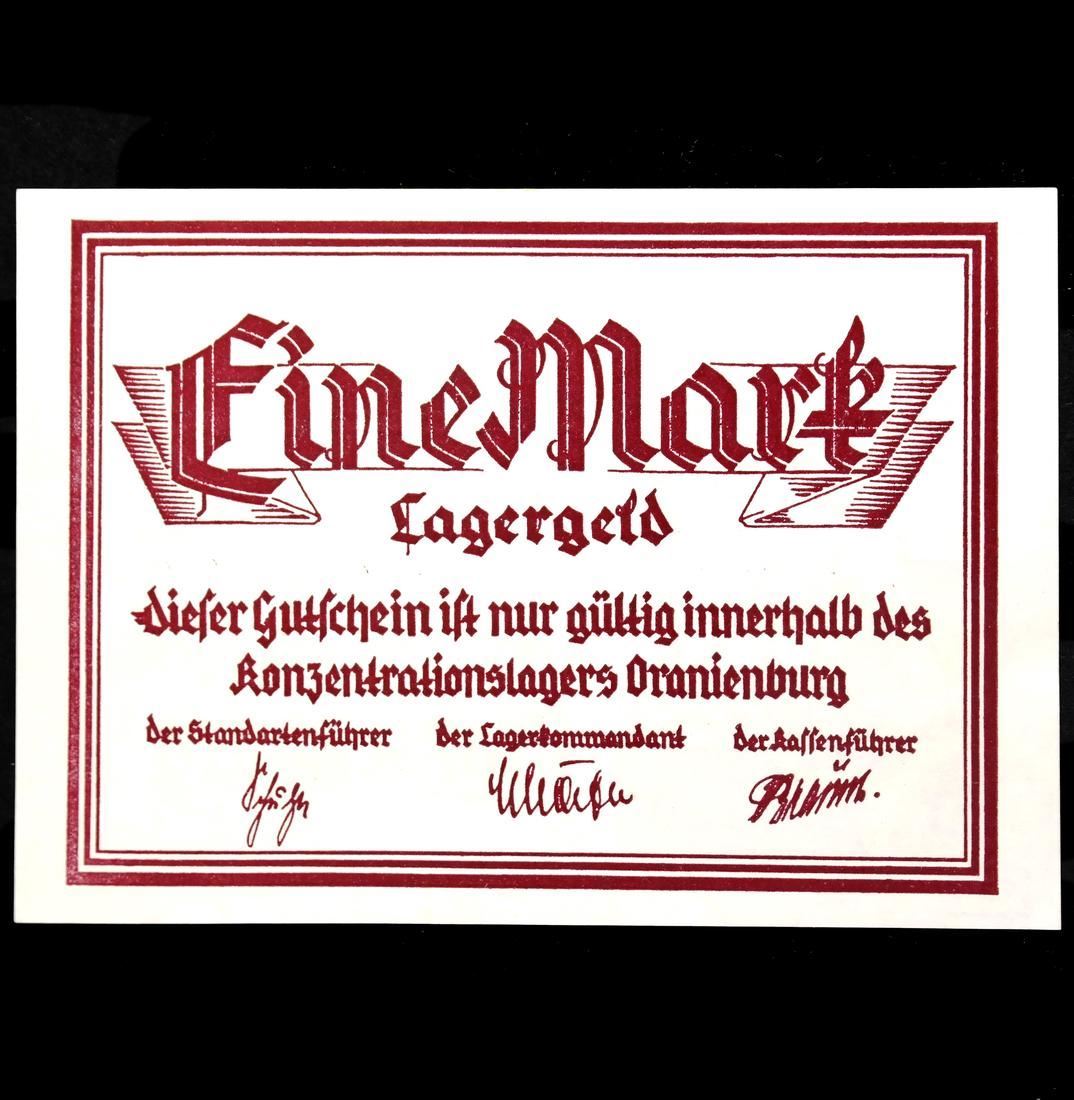 Eine Mark
Lagergeld
Dieser Gutschein ist nur gültig innerhalb des
Konzentrationslagers Oranienburg
der Standartenführer der Lagerkommandant der Kassenführer